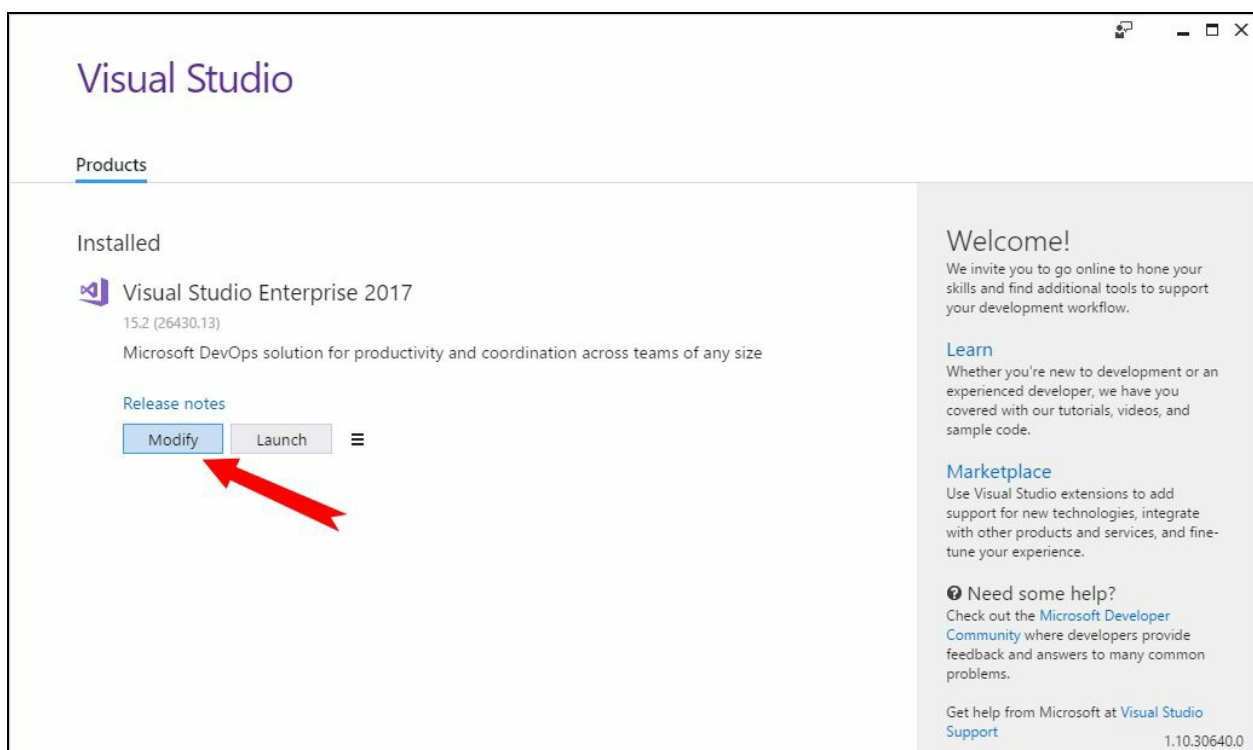 Visual Studio
Products
Installed
Visual Studio Enterprise 2017
15.2 (26430.13)
Microsoft DevOps solution for productivity and coordination across teams of any size
Release notes
Modify
Launch
Welcome!
We invite you to go online to hone your
skills and find additional tools to support
your development workflow.
Learn
Whether you're new to development or an
experienced developer, we have you
covered with our tutorials, videos, and
sample code.
Marketplace
Use Visual Studio extensions to add
support for new technologies, integrate
with other products and services, and fine-
tune your experience.
Need some help?
Check out the Microsoft Developer
Community where developers provide
feedback and answers to many common
problems.
Get help from Microsoft at Visual Studio
Support
1.10.30640.0